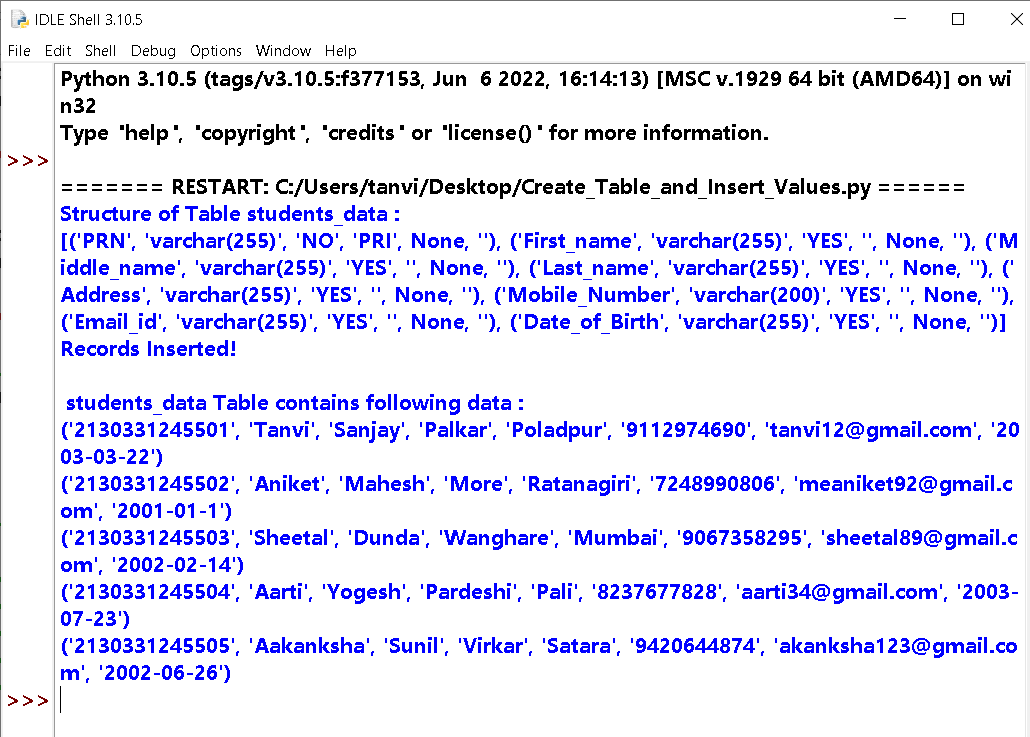 IDLE Shell 3.10.5
File Edit Shell Debug Options Window Help
Python 3.10.5 (tags/v3.10.5:f377153, Jun  6 2022, 16:14:13) [MSC v.1929 64 bit (AMD64)] on wi
n32
Type "help", "copyright", "credits" or "license()" for more information.
>>>
======= RESTART: C:/Users/tanvi/Desktop/Create_Table_and_Insert_Values.py ======
Structure of Table students_data :
[('PRN', 'varchar(255)', 'NO', 'PRI', None, ''), ('First_name', 'varchar(255)', 'YES', '', None, ''), ('M
iddle_name', 'varchar(255)', 'YES', '', None, ''), ('Last_name', 'varchar(255)', 'YES', '', None, ''), ('
Address', 'varchar(255)', 'YES', '', None, ''), ('Mobile_Number', 'varchar(200)', 'YES', '', None, ''),
('Email_id', 'varchar(255)', 'YES', '', None, ''), ('Date_of_Birth', 'varchar(255)', 'YES', '', None, '')]
Records Inserted!
students_data Table contains following data :
('2130331245501', 'Tanvi', 'Sanjay', 'Palkar', 'Poladpur', '9112974690', 'tanvi12@gmail.com', '20
03-03-22')
('2130331245502', 'Aniket', 'Mahesh', 'More', 'Ratanagiri', '7248990806', 'meaniket92@gmail.c
om', '2001-01-1')
('2130331245503', 'Sheetal', 'Dunda', 'Wanghare', 'Mumbai', '9067358295', 'sheetal89@gmail.c
om', '2002-02-14')
('2130331245504', 'Aarti', 'Yogesh', 'Pardeshi', 'Pali', '8237677828', 'aarti34@gmail.com', '2003-
07-23')
('2130331245505', 'Aakanksha', 'Sunil', 'Virkar', 'Satara', '9420644874', 'akanksha123@gmail.co
m', '2002-06-26')
>>>